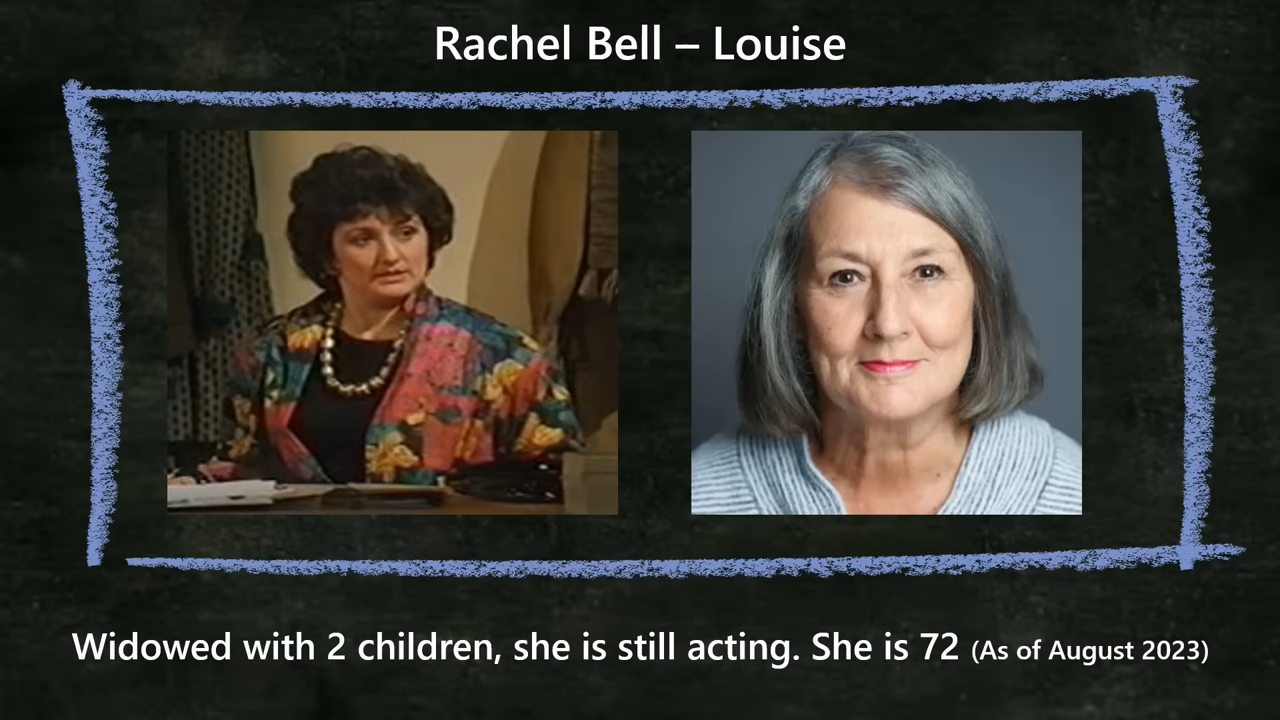 Rachel Bell – Louise
Widowed with 2 children, she is still acting. She is 72 (As of August 2023)